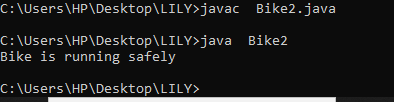 C:\Users\HP\Desktop\LILY>javac  Bike2.java
C:\Users\HP\Desktop\LILY>java  Bike2
Bike is running safely
C:\Users\HP\Desktop\LILY>